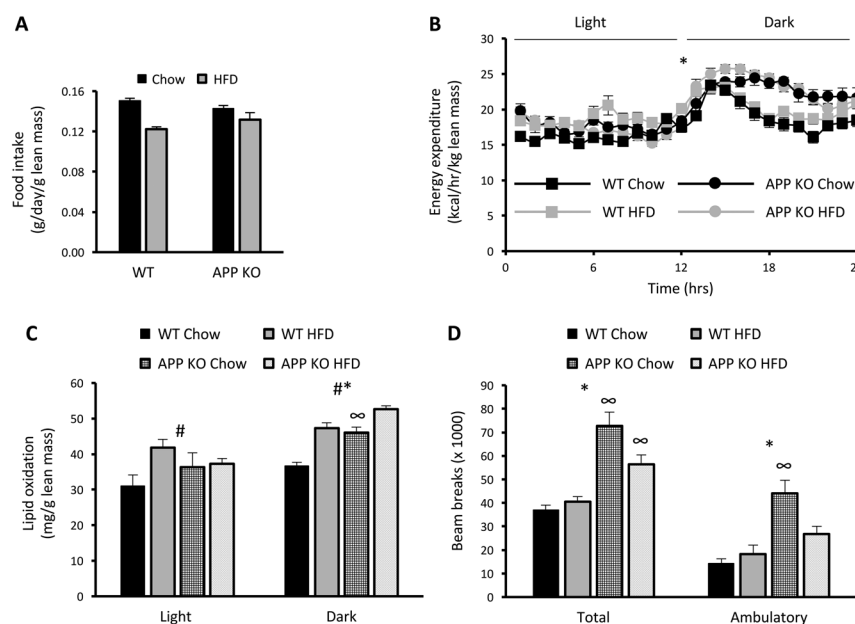 A
Chow HFD
0.16
0.12
0.08
0.04
0.00
Food intake
(g/day/g lean mass)
WT APP KO
B
Light Dark
30
25
20
15
10
5
0
*
Energy expenditure
(kcal/hr/kg lean mass)
WT Chow APP KO Chow
WT HFD APP KO HFD
0 6 12 18 2
Time (hrs)
C
WT Chow WT HFD
APP KO Chow APP KO HFD
60
50
40
30
20
10
0
Lipid oxidation
(mg/g lean mass)
# #*
∞
Light Dark
D
WT Chow WT HFD
APP KO Chow APP KO HFD
90
80
70
60
50
40
30
20
10
0
Beam breaks (x 1000)
* ∞ ∞
* ∞
Total Ambulatory